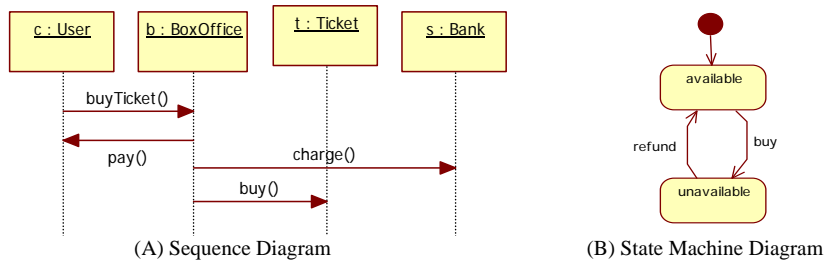 c : User
b : BoxOffice
t : Ticket
s : Bank
buyTicket()
pay()
charge()
buy()
(A) Sequence Diagram
available
refund
buy
unavailable
(B) State Machine Diagram